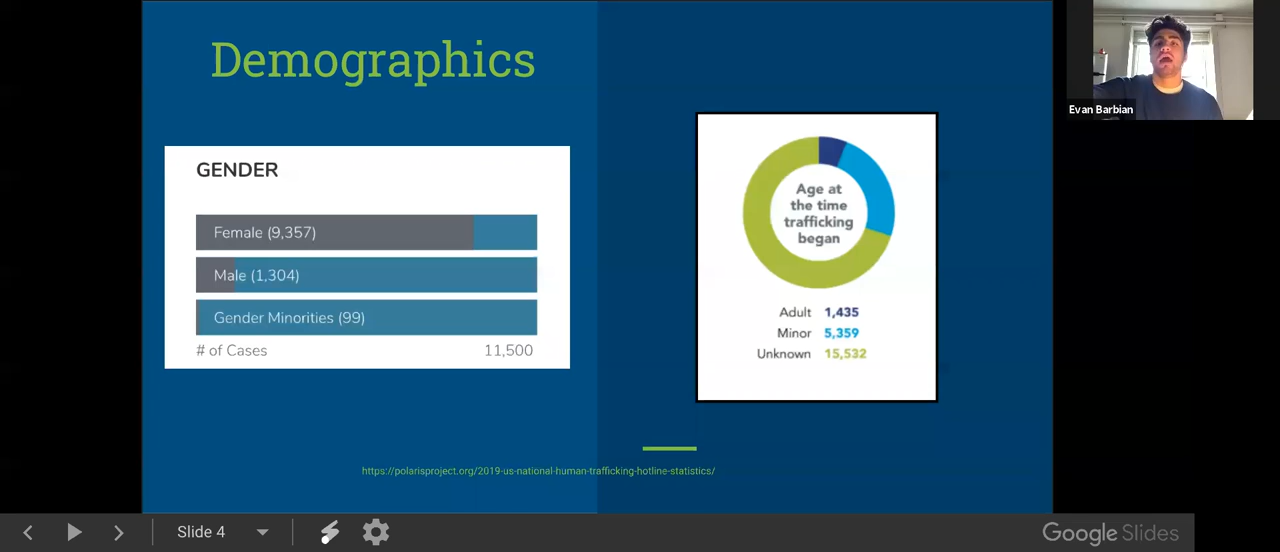 Demographics
Evan Barbian
GENDER
Female (9,357)
Male (1,304)
Gender Minorities (99)
# of Cases 11,500
Age at
the time
trafficking
began
Adult 1,435
Minor 5,359
Unknown 15,532
https://polarisproject.org/2019-us-national-human-trafficking-hotline-statistics/
Slide 4
Google Slides